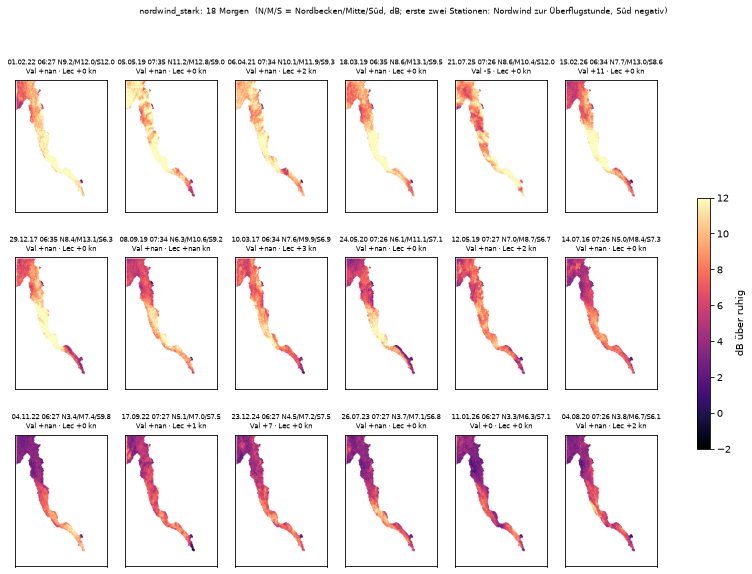 nordwind_stark: 18 Morgen (N/M/S = Nordbecken/Mitte/Süd, dB; erste zwei Stationen: Nordwind zur Überflugstunde, Süd negativ)
01.02.22 06:27 N9.2/M12.0/S12.0
Val +nan · Lec +0 kn
05.05.19 07:35 N11.2/M12.8/S9.0
Val +nan · Lec +0 kn
06.04.21 07:34 N10.1/M11.9/S9.3
Val +nan · Lec +2 kn
18.03.19 06:35 N8.6/M13.1/S9.5
Val +nan · Lec +0 kn
21.07.25 07:26 N8.6/M10.4/S12.0
Val -5 · Lec +0 kn
15.02.26 06:34 N7.7/M13.0/S8.6
Val +11 · Lec +0 kn
29.12.17 06:35 N8.4/M13.1/S6.3
Val +nan · Lec +0 kn
08.09.19 07:34 N6.3/M10.6/S9.2
Val +nan · Lec +nan kn
10.03.17 06:34 N7.6/M9.9/S6.9
Val +nan · Lec +3 kn
24.05.20 07:26 N6.1/M11.1/S7.1
Val +nan · Lec +0 kn
12.05.19 07:27 N7.0/M8.7/S6.7
Val +nan · Lec +2 kn
14.07.16 07:26 N5.0/M8.4/S7.3
Val +nan · Lec +0 kn
04.11.22 06:27 N3.4/M7.4/S9.8
Val +nan · Lec +0 kn
17.09.22 07:27 N5.1/M7.0/S7.5
Val +nan · Lec +1 kn
23.12.24 06:27 N4.5/M7.2/S7.5
Val +7 · Lec +0 kn
26.07.23 07:27 N3.7/M7.1/S6.8
Val +nan · Lec +0 kn
11.01.26 06:27 N3.3/M6.3/S7.1
Val +0 · Lec +0 kn
04.08.20 07:26 N3.8/M6.7/S6.1
Val +nan · Lec +2 kn
12
10
8
6
4
2
0
−2
dB über ruhig